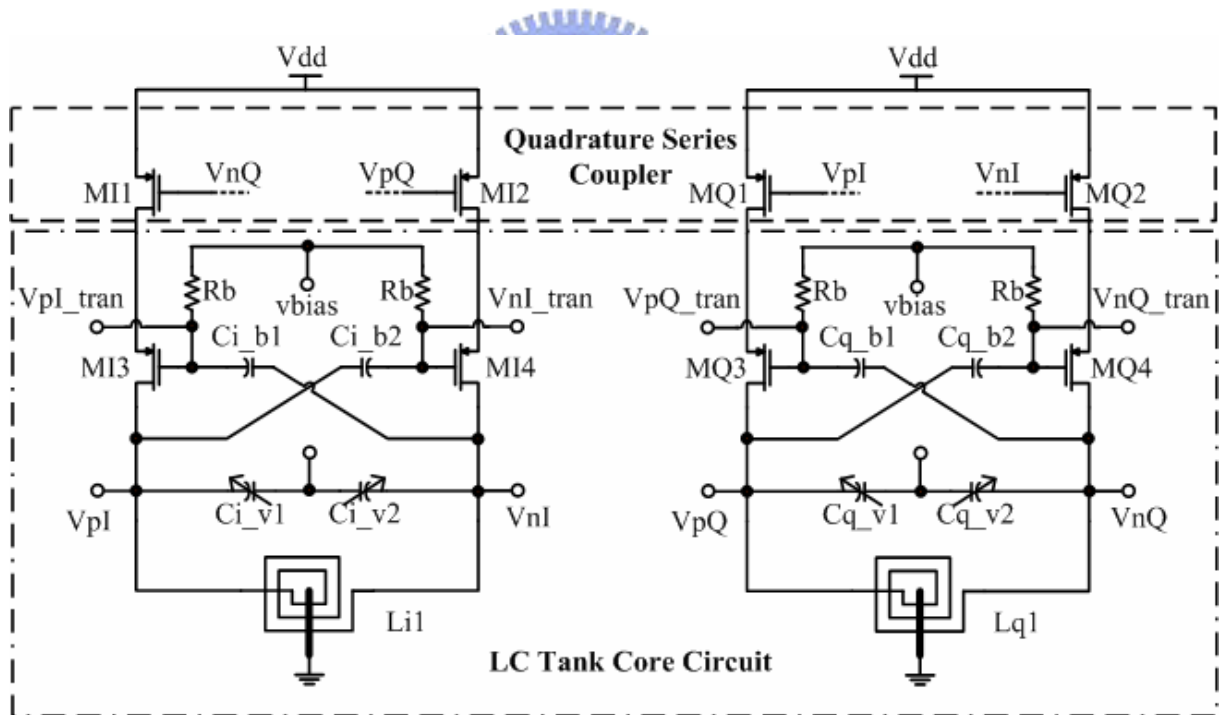 Vdd
Vdd
Quadrature Series
Coupler
MI1
VnQ
VpQ
MI2
MQ1
VpI
VnI
MQ2
VpI_tran
Rb
vbias
Rb
VnI_tran
VpQ_tran
Rb
vbias
Rb
VnQ_tran
Ci_b1
Ci_b2
Cq_b1
Cq_b2
MI3
MI4
MQ3
MQ4
VpI
Ci_v1
Ci_v2
VnI
VpQ
Cq_v1
Cq_v2
VnQ
Li1
Lq1
LC Tank Core Circuit